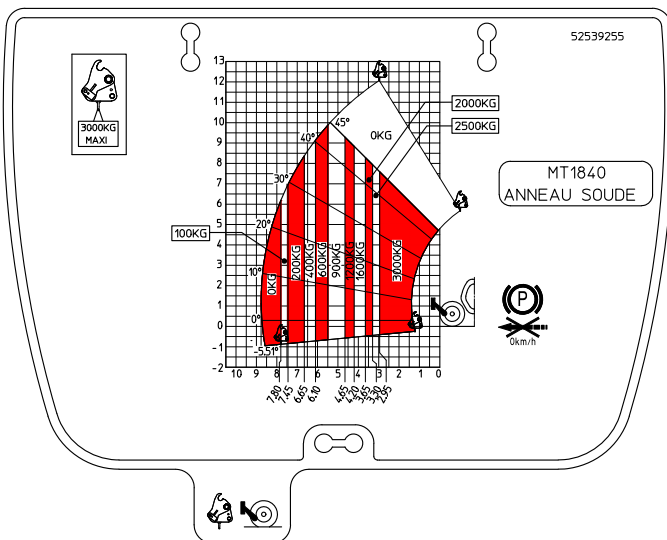 52539255
3000KG
MAXI
13
12
11
10
9
8
7
6
5
4
3
2
1
0
-1
-2
10 9 8 7 6 5 4 3 2 1 0
7.80
7.45
6.65
6.10
4.65
4.20
3.65
3.30
2.95
-5.51°
0°
10°
20°
30°
40°
45°
0KG
2000KG
2500KG
100KG
0KG
200KG
400KG
600KG
900KG
1200KG
1600KG
3000KG
MT1840
ANNEAU SOUDE
P
0km/h